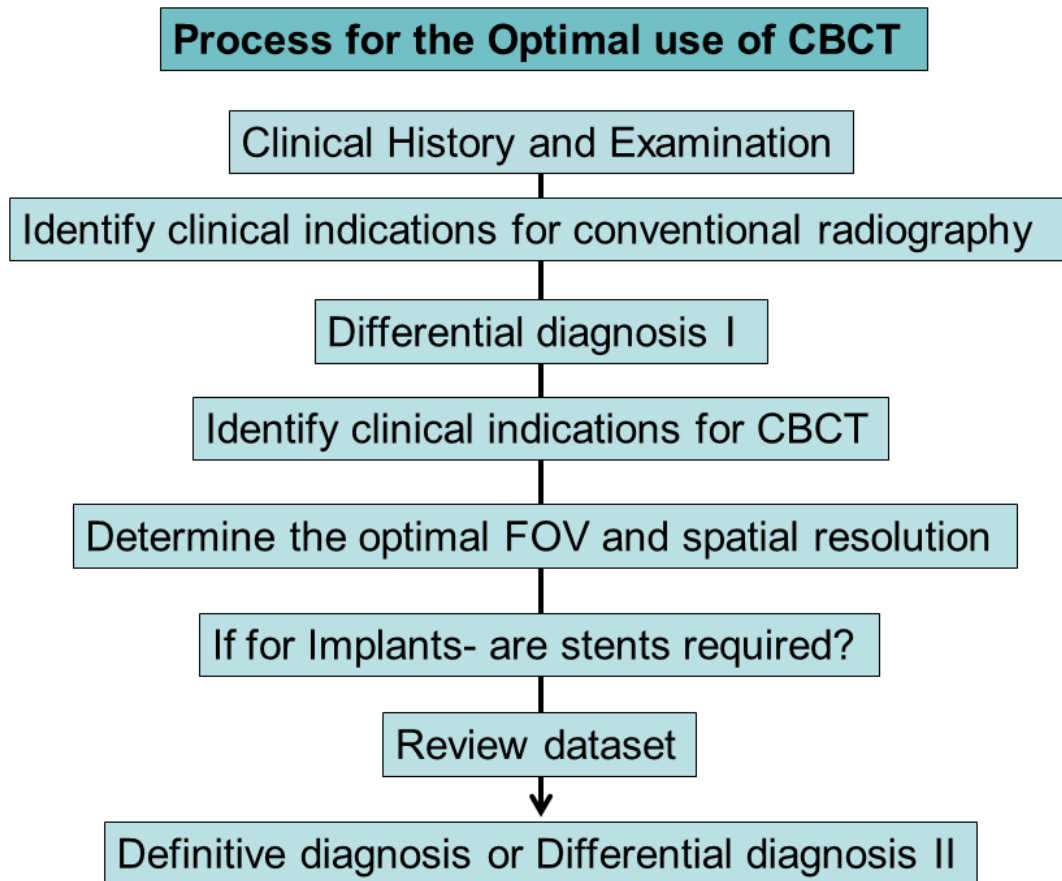 Process for the Optimal use of CBCT
Clinical History and Examination
Identify clinical indications for conventional radiography
Differential diagnosis I
Identify clinical indications for CBCT
Determine the optimal FOV and spatial resolution
If for Implants- are stents required?
Review dataset
Definitive diagnosis or Differential diagnosis II